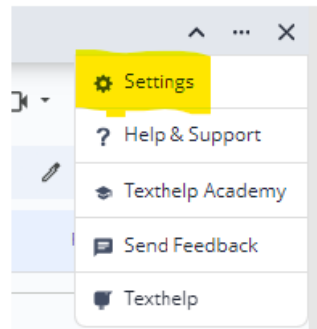 Settings
? Help & Support
Texthelp Academy
Send Feedback
Texthelp